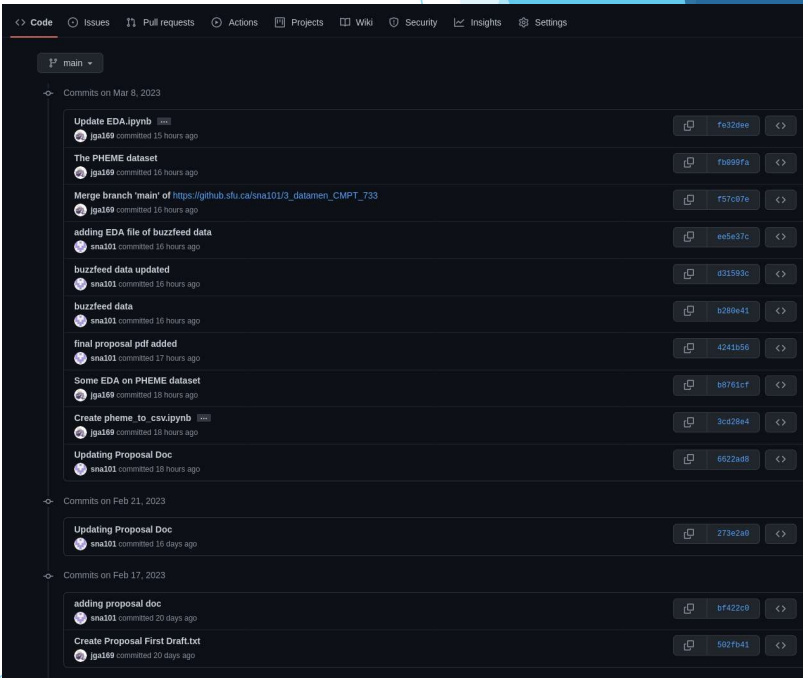 Code Issues Pull requests Actions Projects Wiki Security Insights Settings
main
Commits on Mar 8, 2023
Update EDA.ipynb ...
jga169 committed 15 hours ago
fe32dee
The PHEME dataset
jga169 committed 16 hours ago
fb099fa
Merge branch 'main' of https://github.sfu.ca/sna101/3_datamen_CMPT_733
jga169 committed 16 hours ago
f57c07e
adding EDA file of buzzfeed data
sna101 committed 16 hours ago
ee5e37c
buzzfeed data updated
sna101 committed 16 hours ago
d31593c
buzzfeed data
sna101 committed 16 hours ago
b280e41
final proposal pdf added
sna101 committed 17 hours ago
4241b56
Some EDA on PHEME dataset
jga169 committed 18 hours ago
b8761cf
Create pheme_to_csv.ipynb ...
jga169 committed 18 hours ago
3cd28e4
Updating Proposal Doc
sna101 committed 18 hours ago
6622ad8
Commits on Feb 21, 2023
Updating Proposal Doc
sna101 committed 16 days ago
273e2a0
Commits on Feb 17, 2023
adding proposal doc
sna101 committed 20 days ago
bf422c0
Create Proposal First Draft.txt
jga169 committed 20 days ago
502fb41